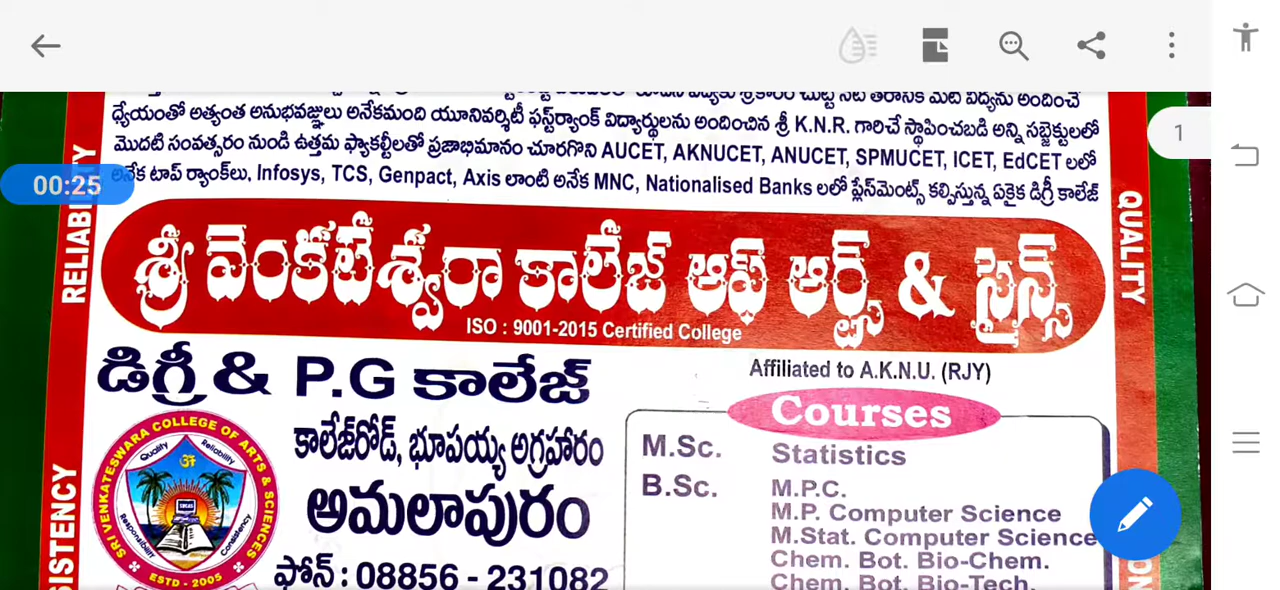 ధ్యేయంతో అత్యంత అనుభవజ్ఞులు అనేకమంది యూనివర్శిటీ ఫస్ట్‌ర్యాంక్ విద్యార్థులను అందించిన శ్రీ K.N.R. గారిచే స్థాపించబడి అన్ని సబ్జెక్టులలో
మొదటి సంవత్సరం నుండి ఉత్తమ ఫ్యాకల్టీలతో ప్రజాభిమానం చూరగొని AUCET, AKNUCET, ANUCET, SPMUCET, ICET, EdCET లలో
అనేక టాప్ ర్యాంక్‌లు, Infosys, TCS, Genpact, Axis లాంటి అనేక MNC, Nationalised Banks లలో ప్లేస్‌మెంట్స్ కల్పిస్తున్న ఏకైక డిగ్రీ కాలేజ్
1
00:25
RELIABILITY
QUALITY
శ్రీ వెంకటేశ్వరా కాలేజ్ ఆఫ్ ఆర్ట్స్ & సైన్స్
ISO : 9001-2015 Certified College
డిగ్రీ & P.G కాలేజ్
Affiliated to A.K.N.U. (RJY)
కాలేజ్‌రోడ్, భూపయ్య అగ్రహారం
అమలాపురం
ఫోన్ : 08856 - 231082
SRI VENKATESWARA COLLEGE OF ARTS & SCIENCES
Quality
Reliability
Responsibility
Consistency
ESTD - 2005
Courses
M.Sc. Statistics
B.Sc. M.P.C.
M.P. Computer Science
M.Stat. Computer Science
Chem. Bot. Bio-Chem.
Chem. Bot. Bio-Tech.